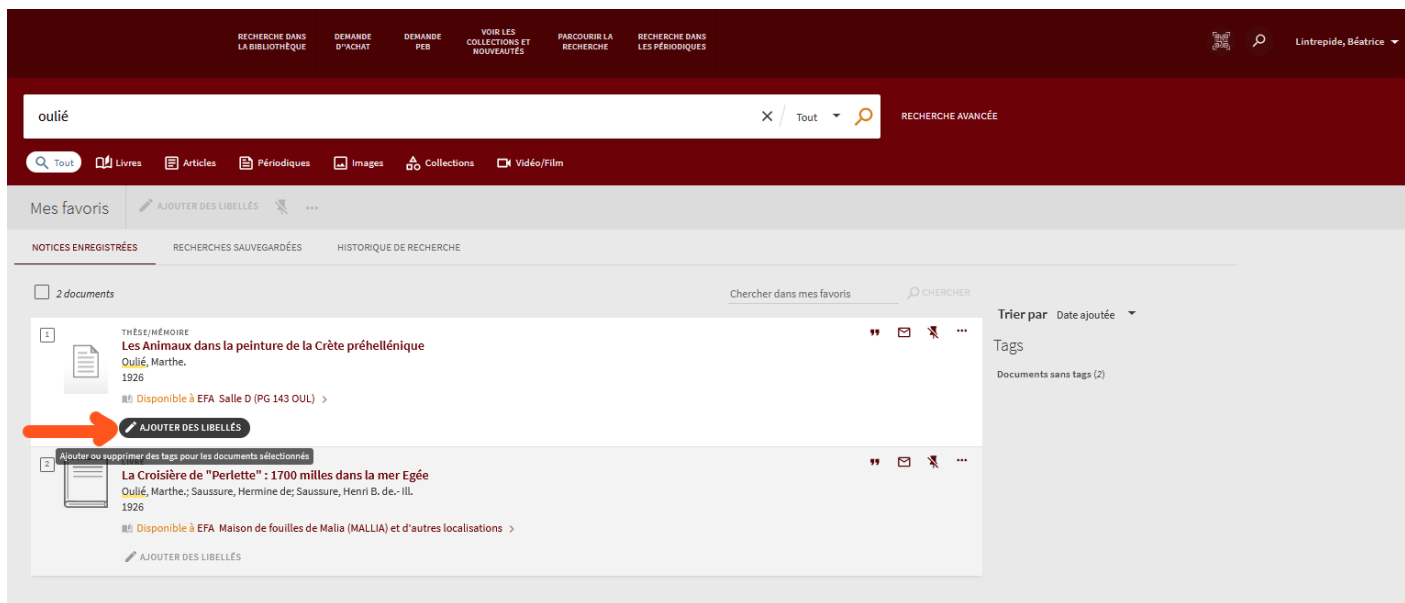 RECHERCHE DANS
LA BIBLIOTHÈQUE
DEMANDE
D"ACHAT
DEMANDE
PEB
VOIR LES
COLLECTIONS ET
NOUVEAUTÉS
PARCOURIR LA
RECHERCHE
RECHERCHE DANS
LES PÉRIODIQUES
Lintrepide, Béatrice
oulié
Tout
RECHERCHE AVANCÉE
Tout
Livres
Articles
Périodiques
Images
Collections
Vidéo/Film
Mes favoris
AJOUTER DES LIBELLÉS
NOTICES ENREGISTRÉES
RECHERCHES SAUVEGARDÉES
HISTORIQUE DE RECHERCHE
2 documents
Chercher dans mes favoris
CHERCHER
Trier par Date ajoutée
Tags
Documents sans tags (2)
1
THÈSE/MÉMOIRE
Les Animaux dans la peinture de la Crète préhellénique
Oulié, Marthe.
1926
Disponible à EFA Salle D (PG 143 OUL)
AJOUTER DES LIBELLÉS
Ajouter ou supprimer des tags pour les documents sélectionnés
2
La Croisière de "Perlette" : 1700 milles dans la mer Egée
Oulié, Marthe.; Saussure, Hermine de; Saussure, Henri B. de.- Ill.
1926
Disponible à EFA Maison de fouilles de Malia (MALLIA) et d'autres localisations
AJOUTER DES LIBELLÉS